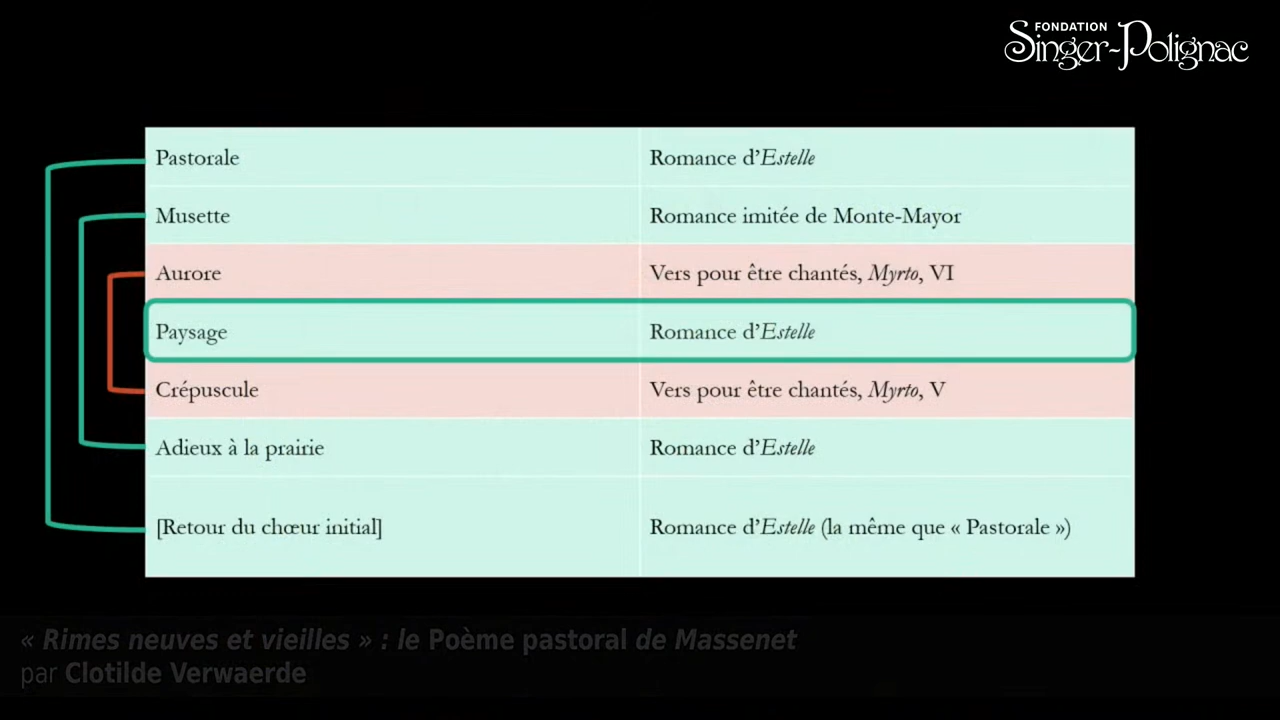 FONDATION
Singer-Polignac
Pastorale
Romance d’Estelle
Musette
Romance imitée de Monte-Mayor
Aurore
Vers pour être chantés, Myrto, VI
Paysage
Romance d’Estelle
Crépuscule
Vers pour être chantés, Myrto, V
Adieux à la prairie
Romance d’Estelle
[Retour du chœur initial]
Romance d’Estelle (la même que « Pastorale »)
« Rimes neuves et vieilles » : le Poème pastoral de Massenet
par Clotilde Verwaerde